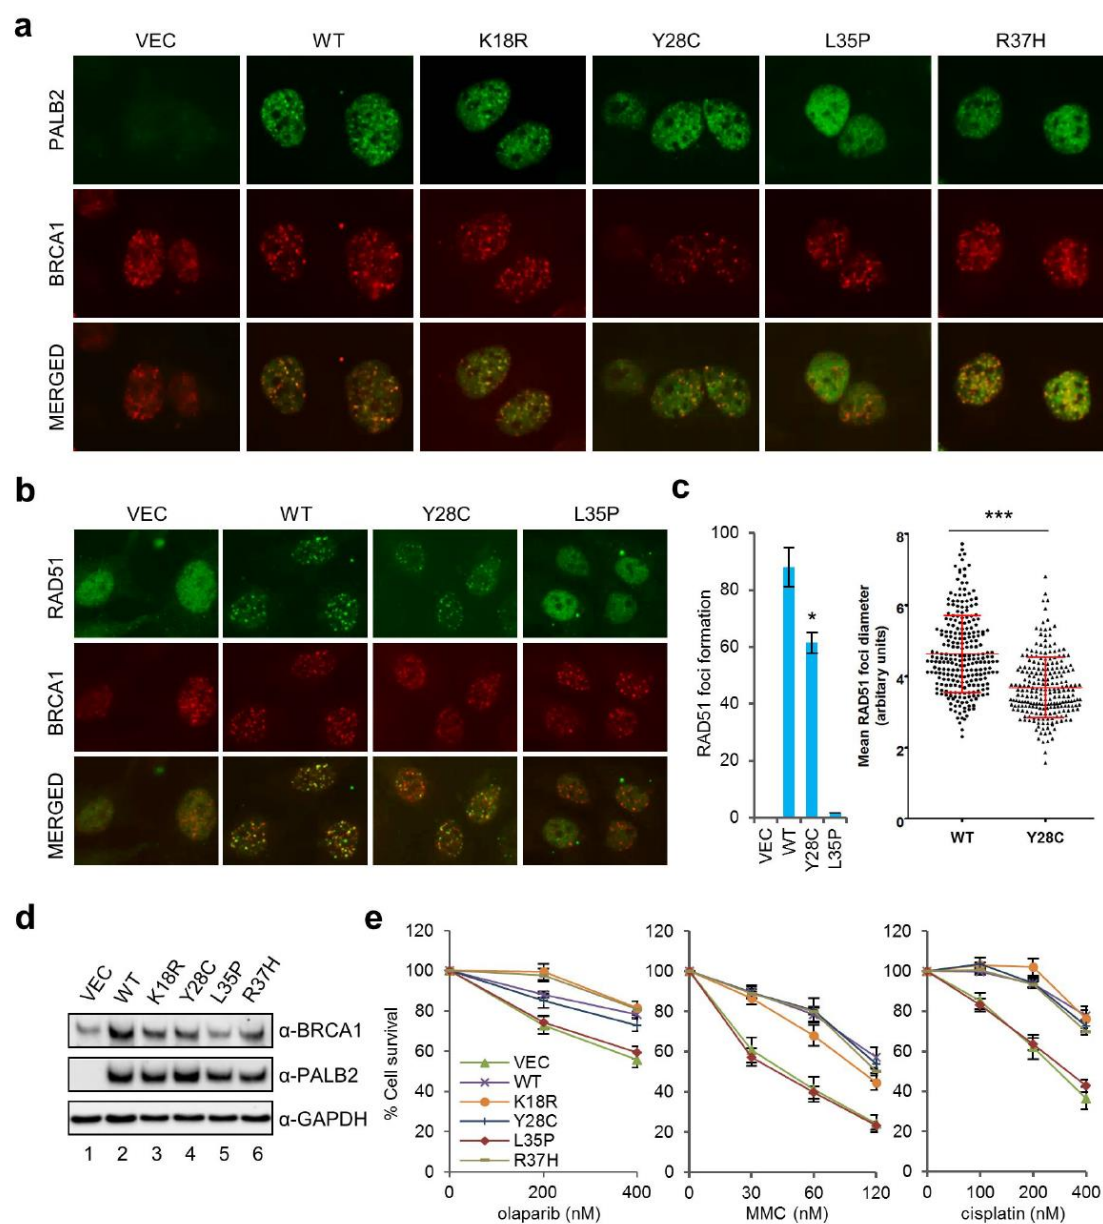 a
VEC WT K18R Y28C L35P R37H
PALB2
BRCA1
MERGED
b
VEC WT Y28C L35P
RAD51
BRCA1
MERGED
c
RAD51 foci formation
100
80
60
40
20
0
*
VEC WT Y28C L35P
Mean RAD51 foci diameter
(arbitary units)
***
8
6
4
2
0
WT Y28C
d
VEC WT K18R Y28C L35P R37H
α-BRCA1
α-PALB2
α-GAPDH
1 2 3 4 5 6
e
% Cell survival
120
100
80
60
40
20
0
VEC
WT
K18R
Y28C
L35P
R37H
0 200 400
olaparib (nM)
120
100
80
60
40
20
0
0 30 60 120
MMC (nM)
120
100
80
60
40
20
0
0 100 200 400
cisplatin (nM)